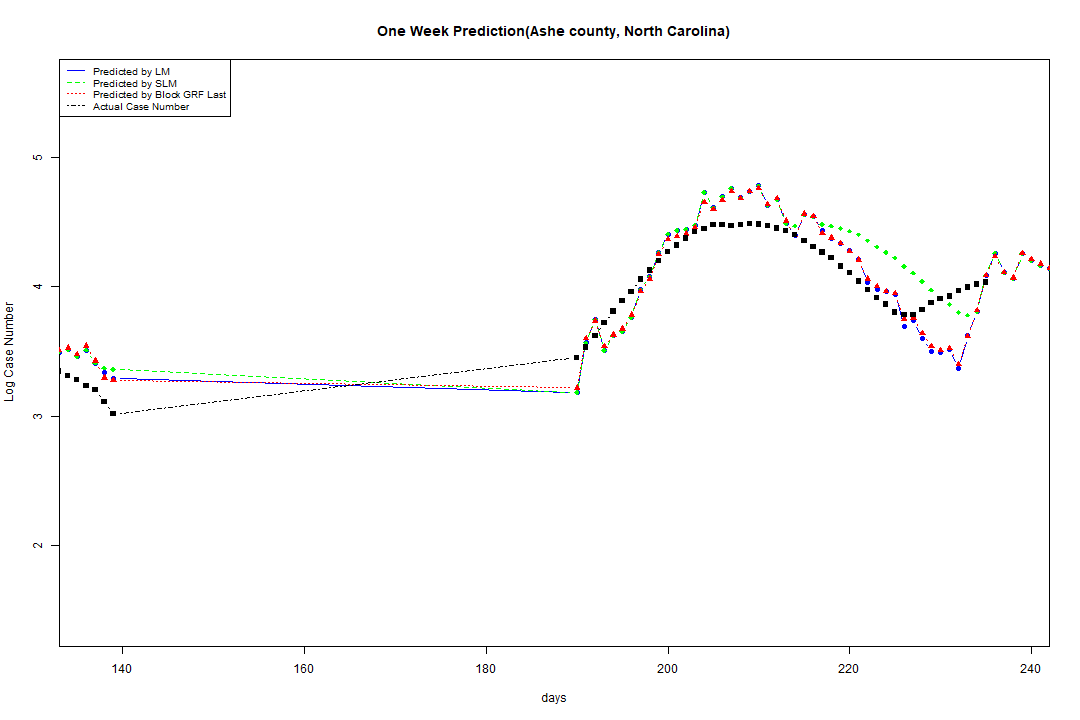 One Week Prediction(Ashe county, North Carolina)
Predicted by LM
Predicted by SLM
Predicted by Block GRF Last
Actual Case Number
5
4
3
2
Log Case Number
140 160 180 200 220 240
days